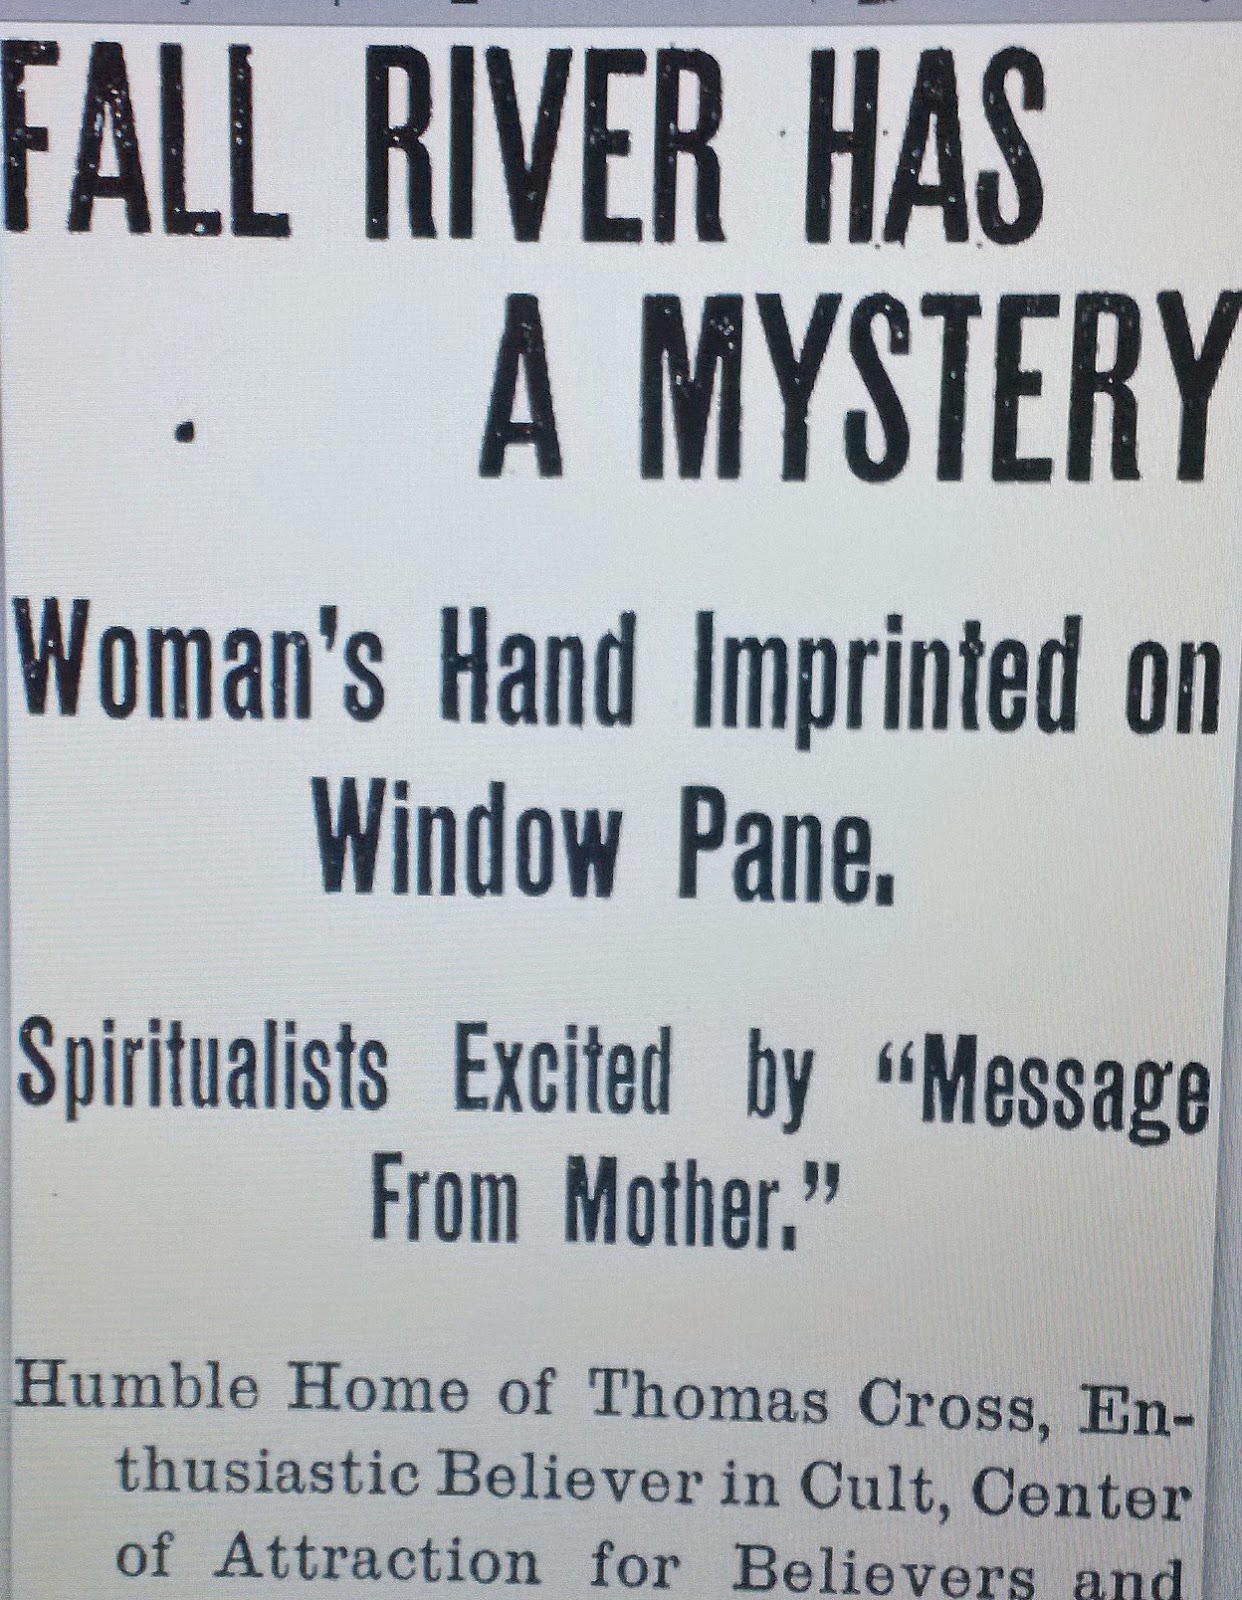 FALL RIVER HAS
A MYSTERY
Woman's Hand Imprinted on
Window Pane.
Spiritualists Excited by “Message
From Mother.”
Humble Home of Thomas Cross, En-
thusiastic Believer in Cult, Center
of Attraction for Believers and